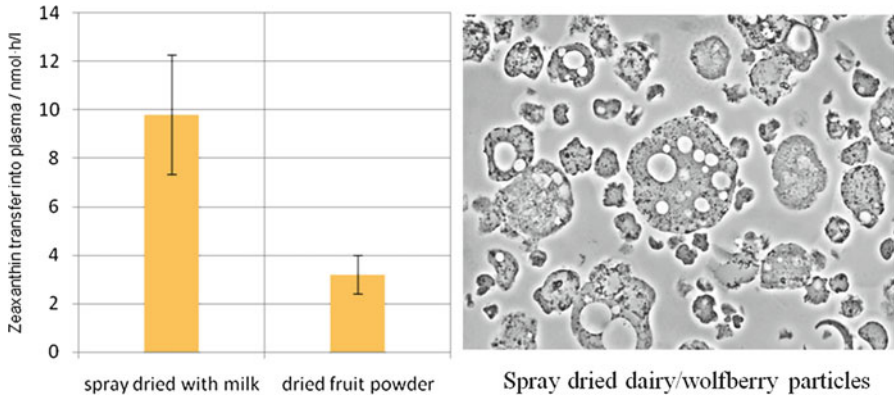 Zeaxanthin transfer into plasma / nmol·h/l
14
12
10
8
6
4
2
0
spray dried with milk
dried fruit powder
Spray dried dairy/wolfberry particles